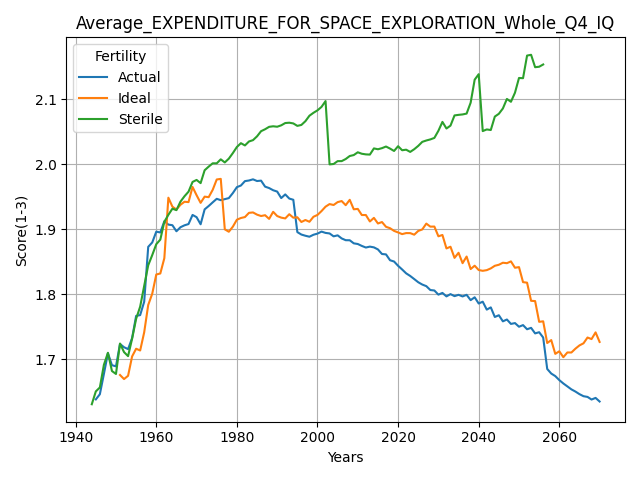 Average_EXPENDITURE_FOR_SPACE_EXPLORATION_Whole_Q4_IQ
Fertility
Actual
Ideal
Sterile
Score(1-3)
2.1
2.0
1.9
1.8
1.7
1940 1960 1980 2000 2020 2040 2060
Years